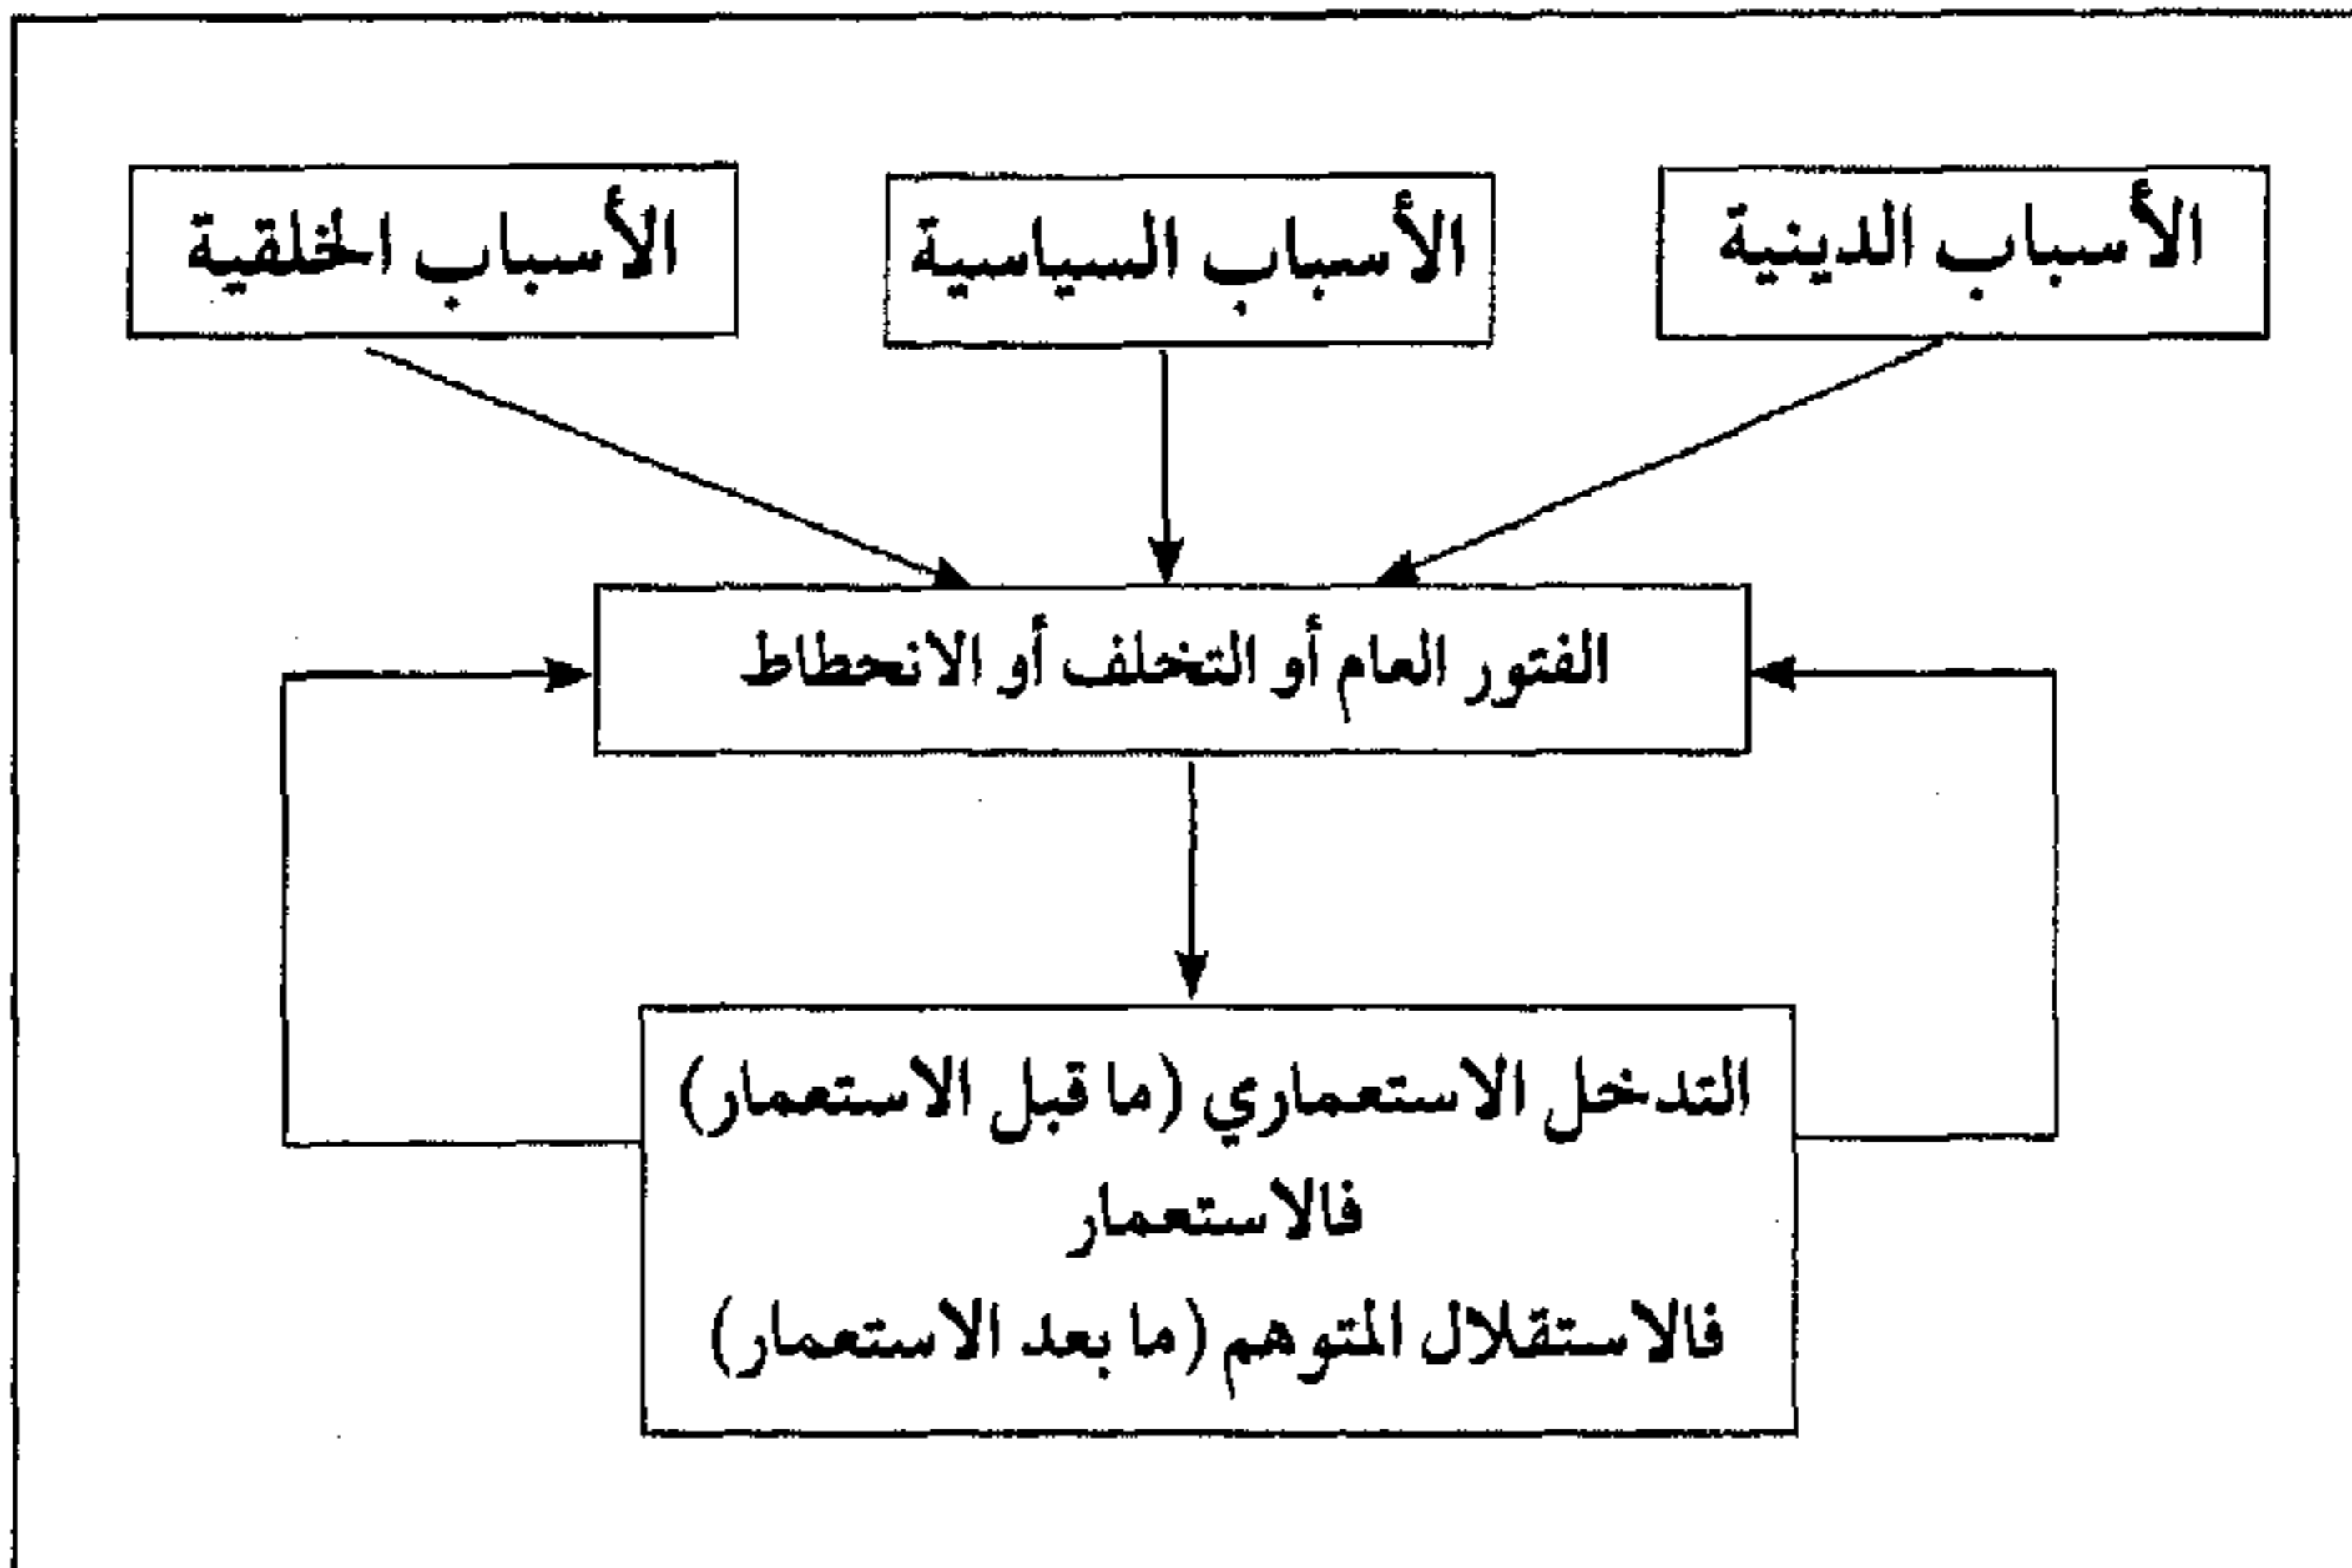 الأسباب الدينية
الأسباب السياسية
الأسباب الخلقية
الفتور العام أو التخلف أو الانحطاط
التدخل الاستعماري (ما قبل الاستعمار)
فالاستعمار
فالاستقلال المتوهم (ما بعد الاستعمار)